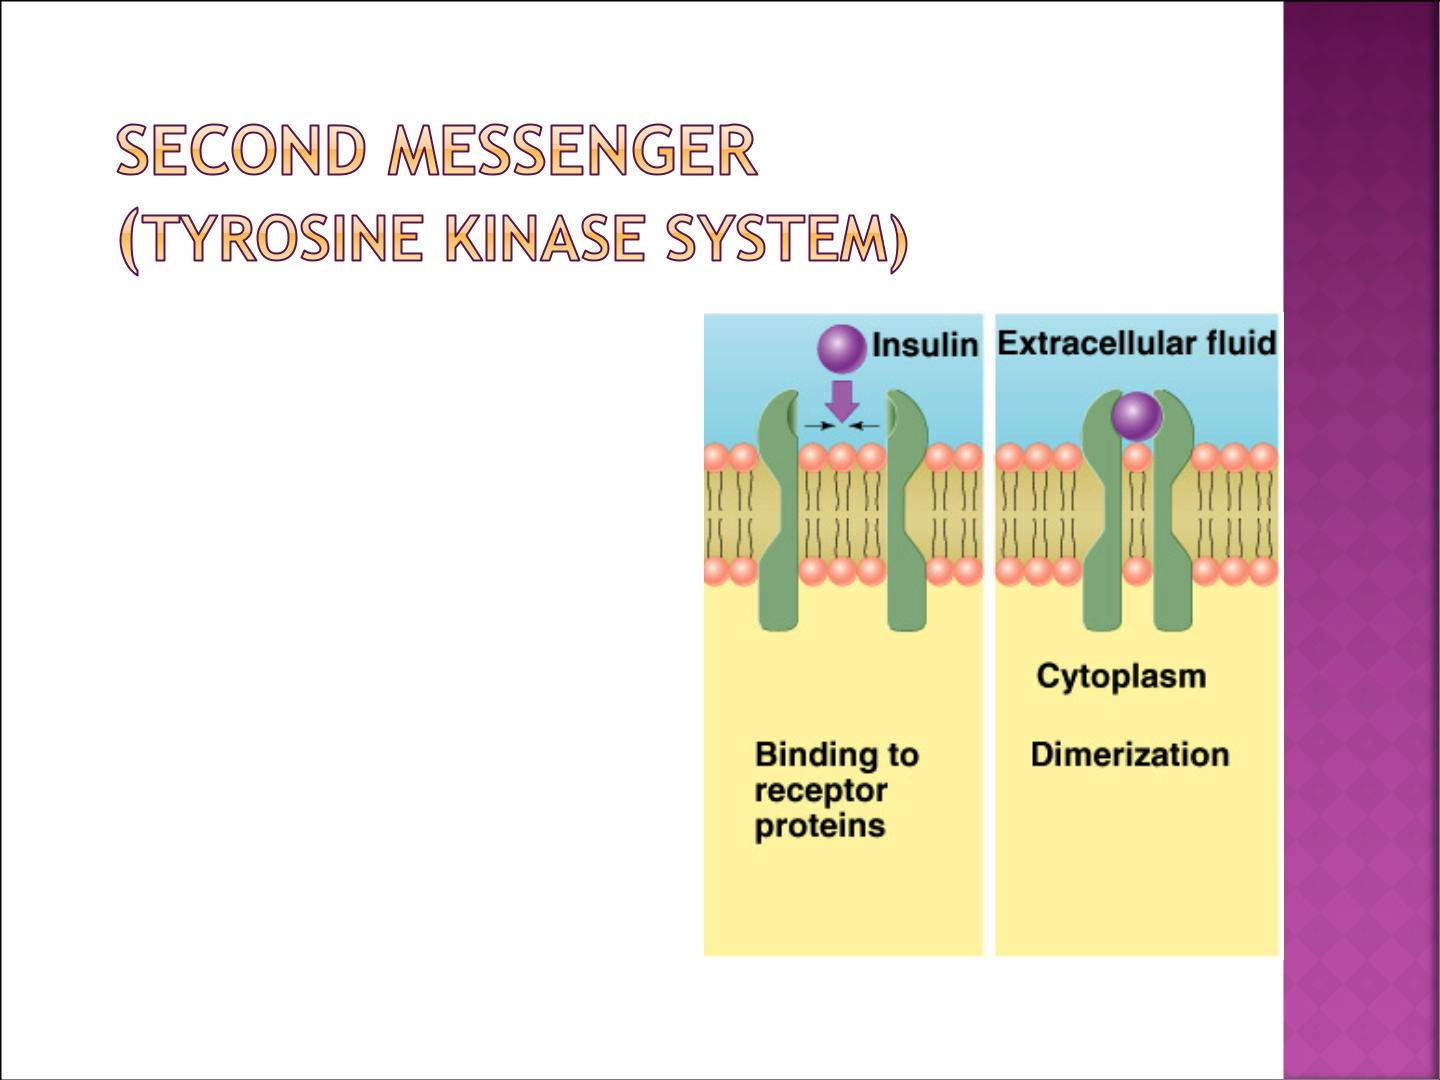 SECOND MESSENGER
(TYROSINE KINASE SYSTEM)
Insulin
Extracellular fluid
Cytoplasm
Binding to
receptor
proteins
Dimerization